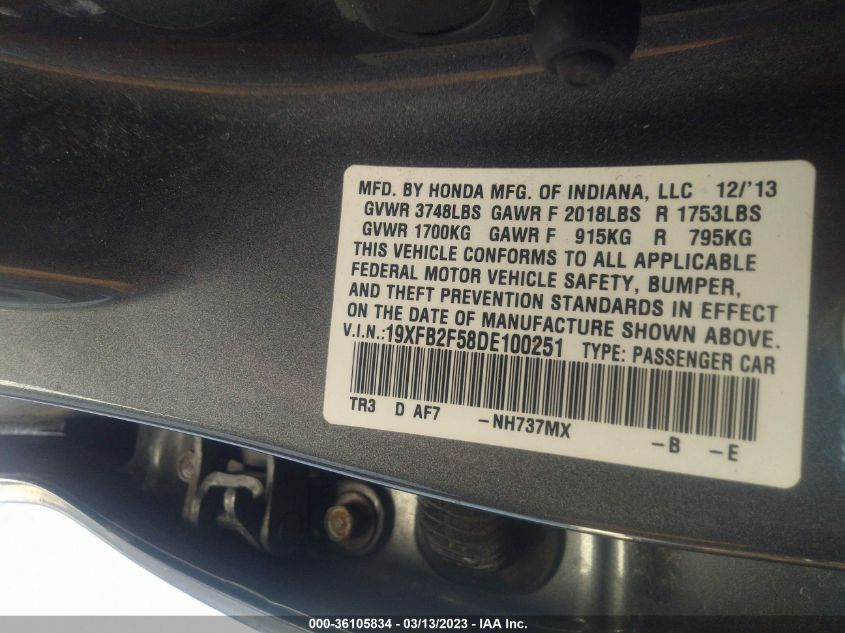 MFD. BY HONDA MFG. OF INDIANA, LLC 12/'13
GVWR 3748LBS GAWR F 2018LBS R 1753LBS
GVWR 1700KG GAWR F 915KG R 795KG
THIS VEHICLE CONFORMS TO ALL APPLICABLE
FEDERAL MOTOR VEHICLE SAFETY, BUMPER,
AND THEFT PREVENTION STANDARDS IN EFFECT
ON THE DATE OF MANUFACTURE SHOWN ABOVE.
V.I.N.:19XFB2F58DE100251 TYPE: PASSENGER CAR
TR3 D AF7 -NH737MX -B -E
000-36105834 / 03/13/2023 - IAA Inc.